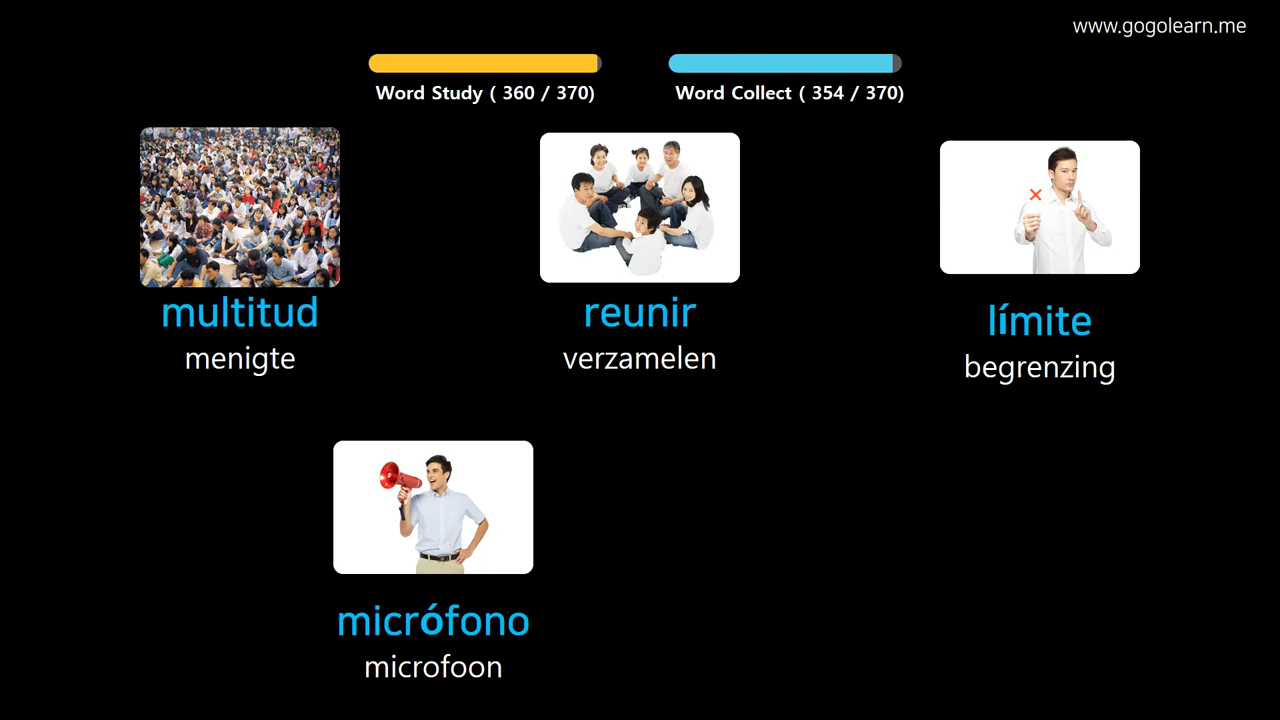 www.gogolearn.me
Word Study ( 360 / 370)
Word Collect ( 354 / 370)
multitud
menigte
reunir
verzamelen
límite
begrenzing
micrófono
microfoon